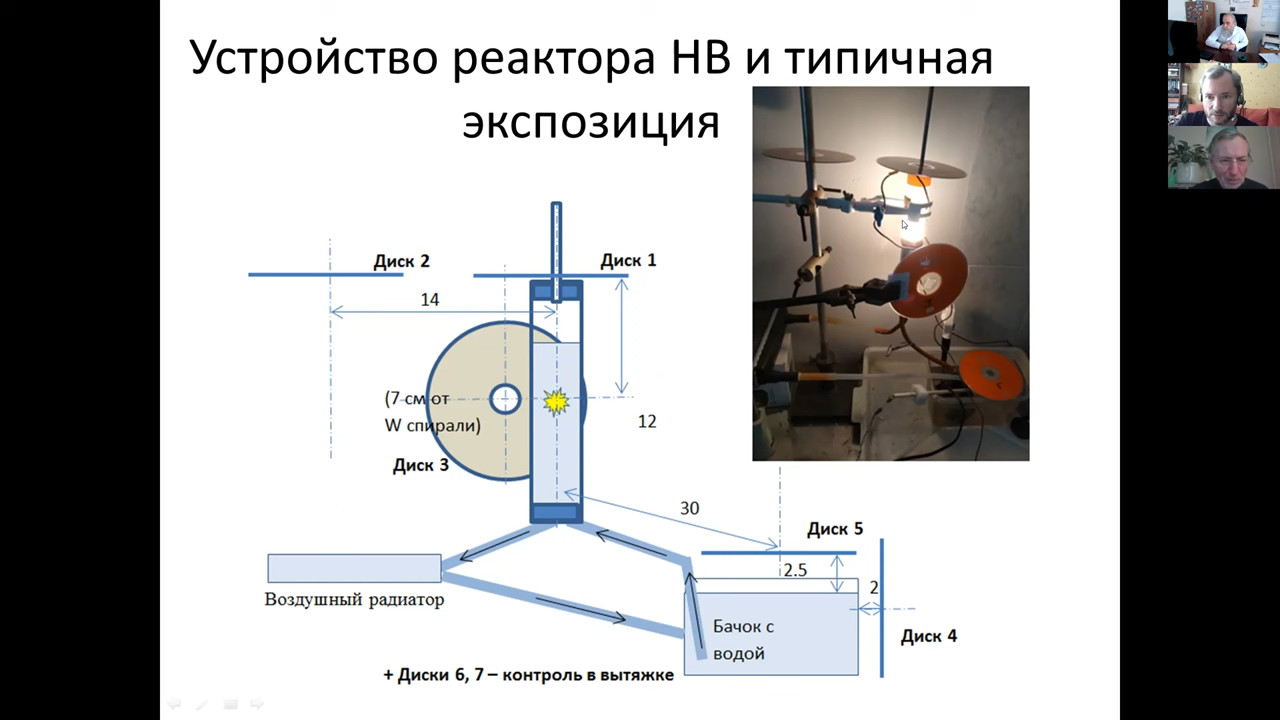 Устройство реактора НВ и типичная
экспозиция
Диск 2
Диск 1
14
(7 см от
W спирали)
12
Диск 3
30
Диск 5
2.5
2
Воздушный радиатор
Бачок с
водой
Диск 4
+ Диски 6, 7 – контроль в вытяжке